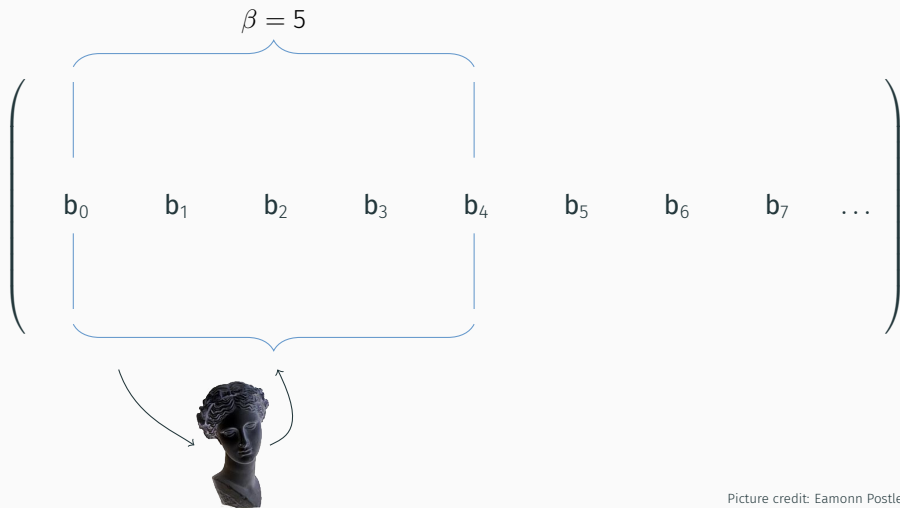 β = 5
b₀ b₁ b₂ b₃ b₄ b₅ b₆ b₇ ...
Picture credit: Eamonn Postle